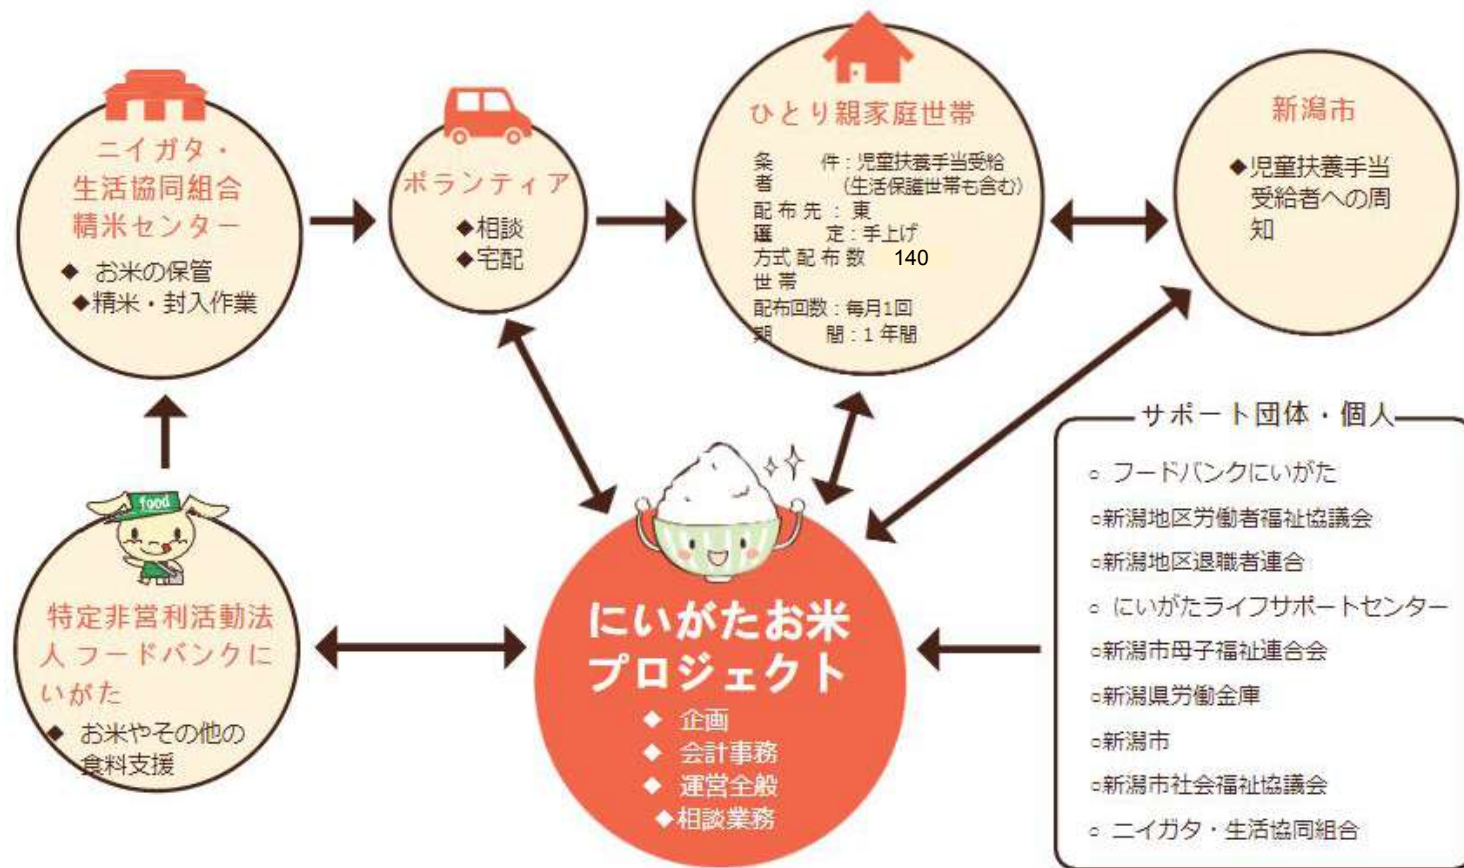 ニイガタ・
生活協同組合
精米センター
◆ お米の保管
◆精米・封入作業
ボランティア
◆相談
◆宅配
ひとり親家庭世帯
条 件：児童扶養手当受給
者 （生活保護世帯も含む）
配布先：東
選 定：手上げ
方式配布数 140
世帯
配布回数：毎月1回
期 間：1年間
新潟市
◆児童扶養手当
受給者への周
知
food
特定非営利活動法
人 フードバンクに
いがた
◆ お米やその他の
食料支援
にいがたお米
プロジェクト
◆ 企画
◆ 会計事務
◆ 運営全般
◆相談業務
サポート団体・個人
○ フードバンクにいがた
○新潟地区労働者福祉協議会
○新潟地区退職者連合
○ にいがたライフサポートセンター
○新潟市母子福祉連合会
○新潟県労働金庫
○新潟市
○新潟市社会福祉協議会
○ ニイガタ・生活協同組合